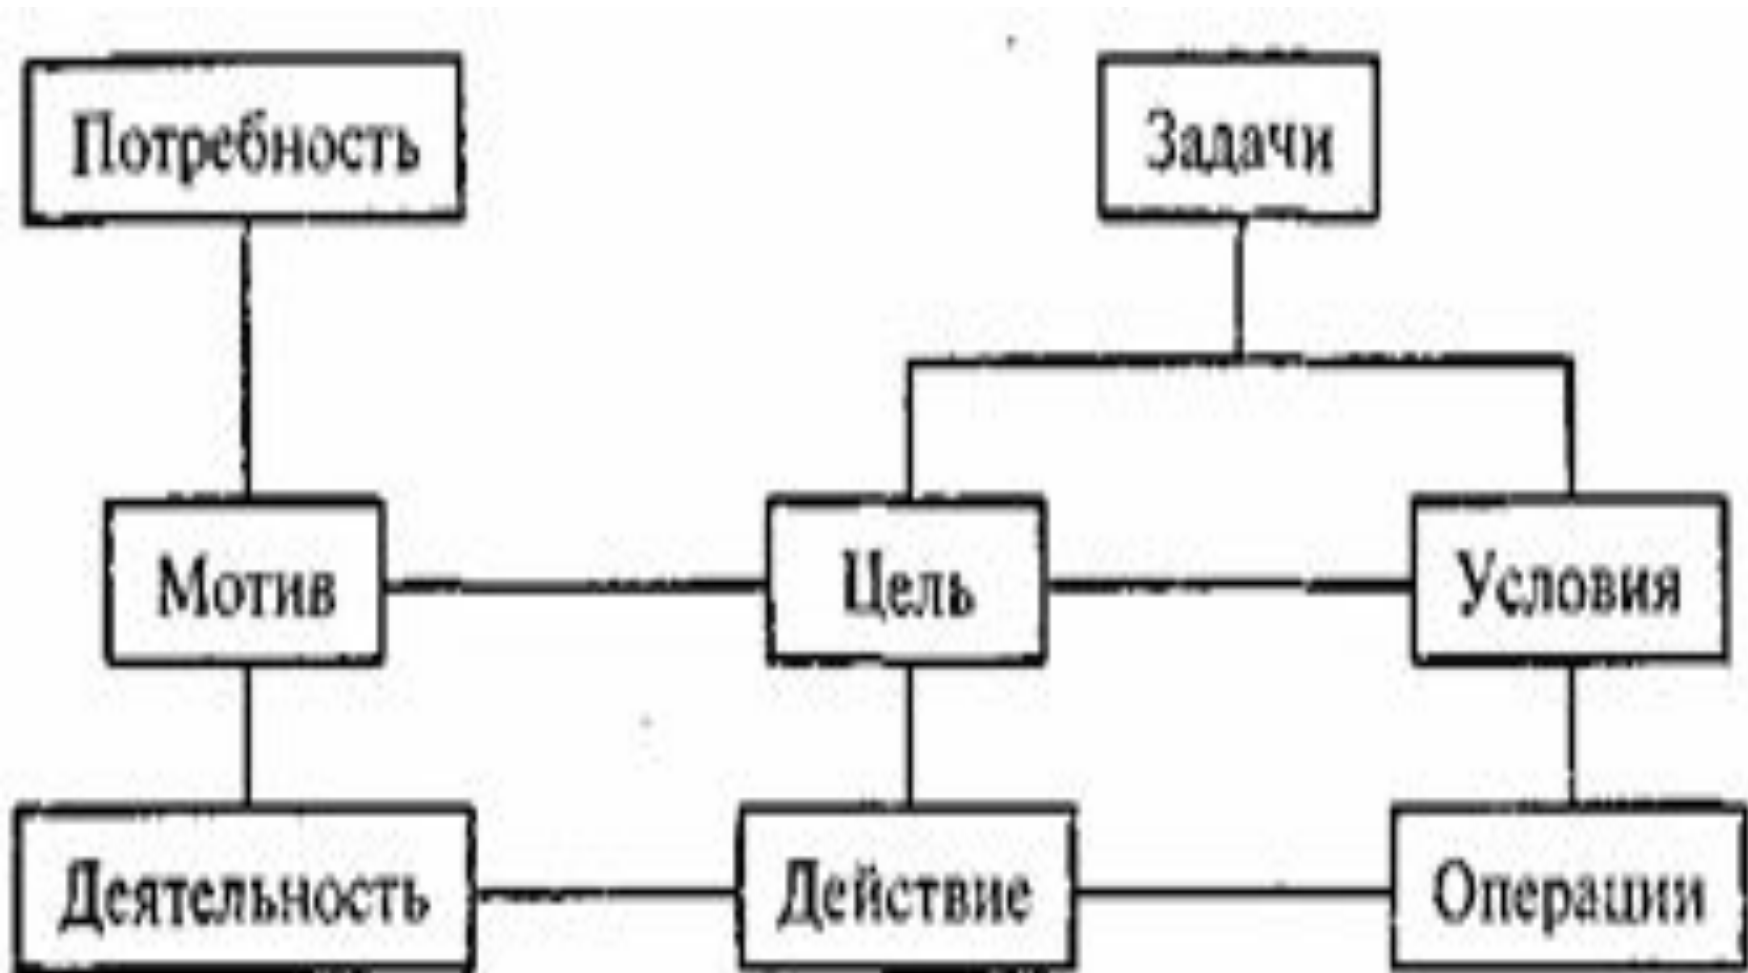 Потребность
Задачи
Мотив
Цель
Условия
Деятельность
Действие
Операции